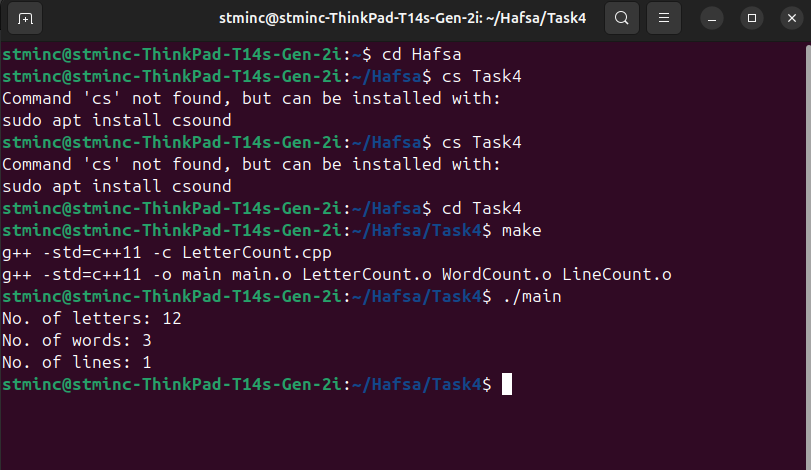 stminc@stminc-ThinkPad-T14s-Gen-2i: ~/Hafsa/Task4
stminc@stminc-ThinkPad-T14s-Gen-2i:~$ cd Hafsa
stminc@stminc-ThinkPad-T14s-Gen-2i:~/Hafsa$ cs Task4
Command 'cs' not found, but can be installed with:
sudo apt install csound
stminc@stminc-ThinkPad-T14s-Gen-2i:~/Hafsa$ cs Task4
Command 'cs' not found, but can be installed with:
sudo apt install csound
stminc@stminc-ThinkPad-T14s-Gen-2i:~/Hafsa$ cd Task4
stminc@stminc-ThinkPad-T14s-Gen-2i:~/Hafsa/Task4$ make
g++ -std=c++11 -c LetterCount.cpp
g++ -std=c++11 -o main main.o LetterCount.o WordCount.o LineCount.o
stminc@stminc-ThinkPad-T14s-Gen-2i:~/Hafsa/Task4$ ./main
No. of letters: 12
No. of words: 3
No. of lines: 1
stminc@stminc-ThinkPad-T14s-Gen-2i:~/Hafsa/Task4$